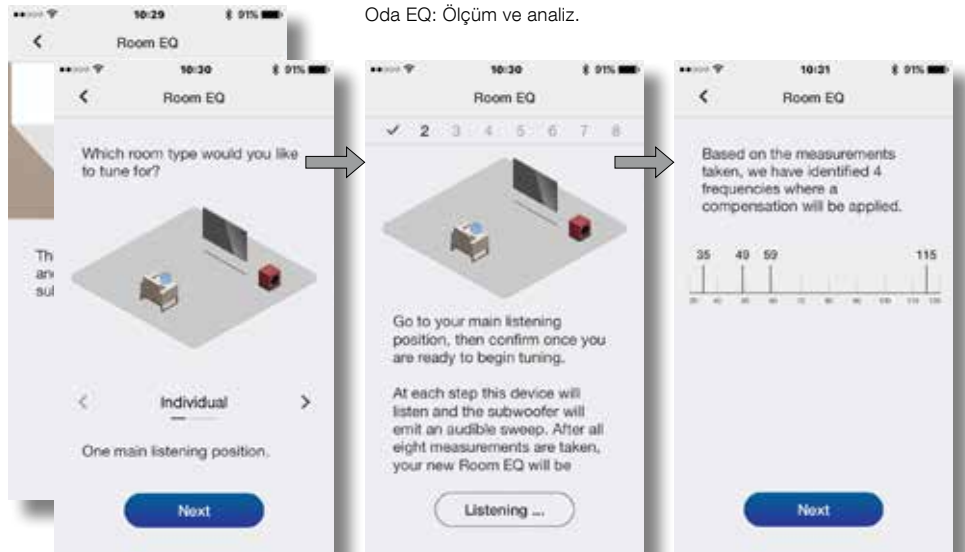 Oda EQ: Ölçüm ve analiz.
10:29
91%
Room EQ
Th
an
su
10:30
91%
Room EQ
Which room type would you like
to tune for?
Individual
One main listening position.
Next
10:30
91%
Room EQ
2 3 4 5 6 7 8
Go to your main listening
position, then confirm once you
are ready to begin tuning.
At each step this device will
listen and the subwoofer will
emit an audible sweep. After all
eight measurements are taken,
your new Room EQ will be
Listening ...
10:31
91%
Room EQ
Based on the measurements
taken, we have identified 4
frequencies where a
compensation will be applied.
35 49 59 115
Next